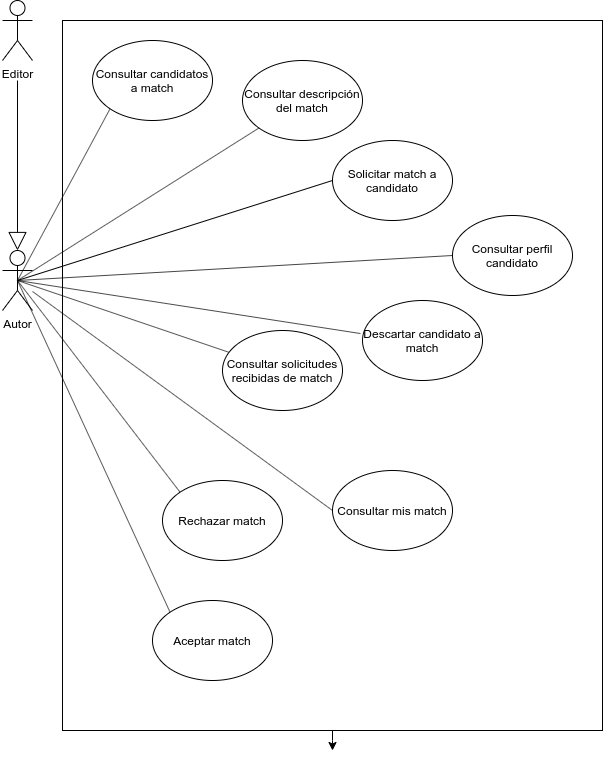 Editor
Consultar candidatos
a match
Consultar descripción
del match
Solicitar match a
candidato
Consultar perfil
candidato
Autor
Descartar candidato a
match
Consultar solicitudes
recibidas de match
Consultar mis match
Rechazar match
Aceptar match